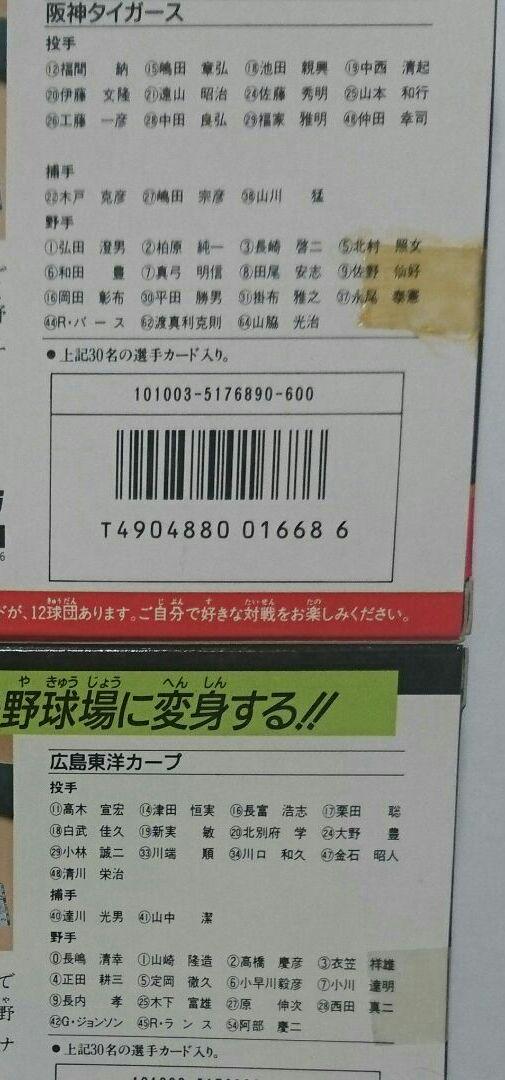 阪神タイガース
投手
⑫福間 納 ⑮嶋田 章弘 ⑱池田 親興 ⑲中西 清起
⑳伊藤 文隆 ㉑遠山 昭治 ㉔佐藤 秀明 ㉕山本 和行
㉖工藤 一彦 ㉘中田 良弘 ㉙福家 雅明 ㊽仲田 幸司
捕手
㉒木戸 克彦 ㉗嶋田 宗彦 ㊳山川 猛
野手
①弘田 澄男 ②柏原 純一 ③長崎 啓二 ⑤北村 照文
⑥和田 豊 ⑦真弓 明信 ⑧田尾 安志 ⑨佐野 仙好
⑯岡田 彰布 ㉚平田 勝男 ㉛掛布 雅之 ㊲永尾 泰憲
㊹R・バース 62渡真利克則 64山脇 光治
●上記30名の選手カード入り。
101003-5176890-600
T4904880 01668 6
ドが、12球団あります。ご自分で好きな対戦をお楽しみください。
野球場に変身する!!
広島東洋カープ
投手
⑪高木 宣宏 ⑭津田 恒実 ⑯長冨 浩志 ⑰栗田 聡
⑱白武 佳久 ⑲新実 敏 ⑳北別府 学 ㉔大野 豊
㉙小林 誠二 ㉝川端 順 ㉞川口 和久 ㊼金石 昭人
㊽清川 栄治
捕手
㊵達川 光男 ㊶山中 潔
野手
⓪長嶋 清幸 ①山崎 隆造 ②高橋 慶彦 ③衣笠 祥雄
④正田 耕三 ⑤定岡 徹久 ⑥小早川毅彦 ⑦小川 達明
⑨長内 孝 ㉕木下 富雄 ㉗原 伸次 ㉘西田 真二
㊷G・ジョンソン ㊺R・ランス 54阿部 慶二
●上記30名の選手カード入り。